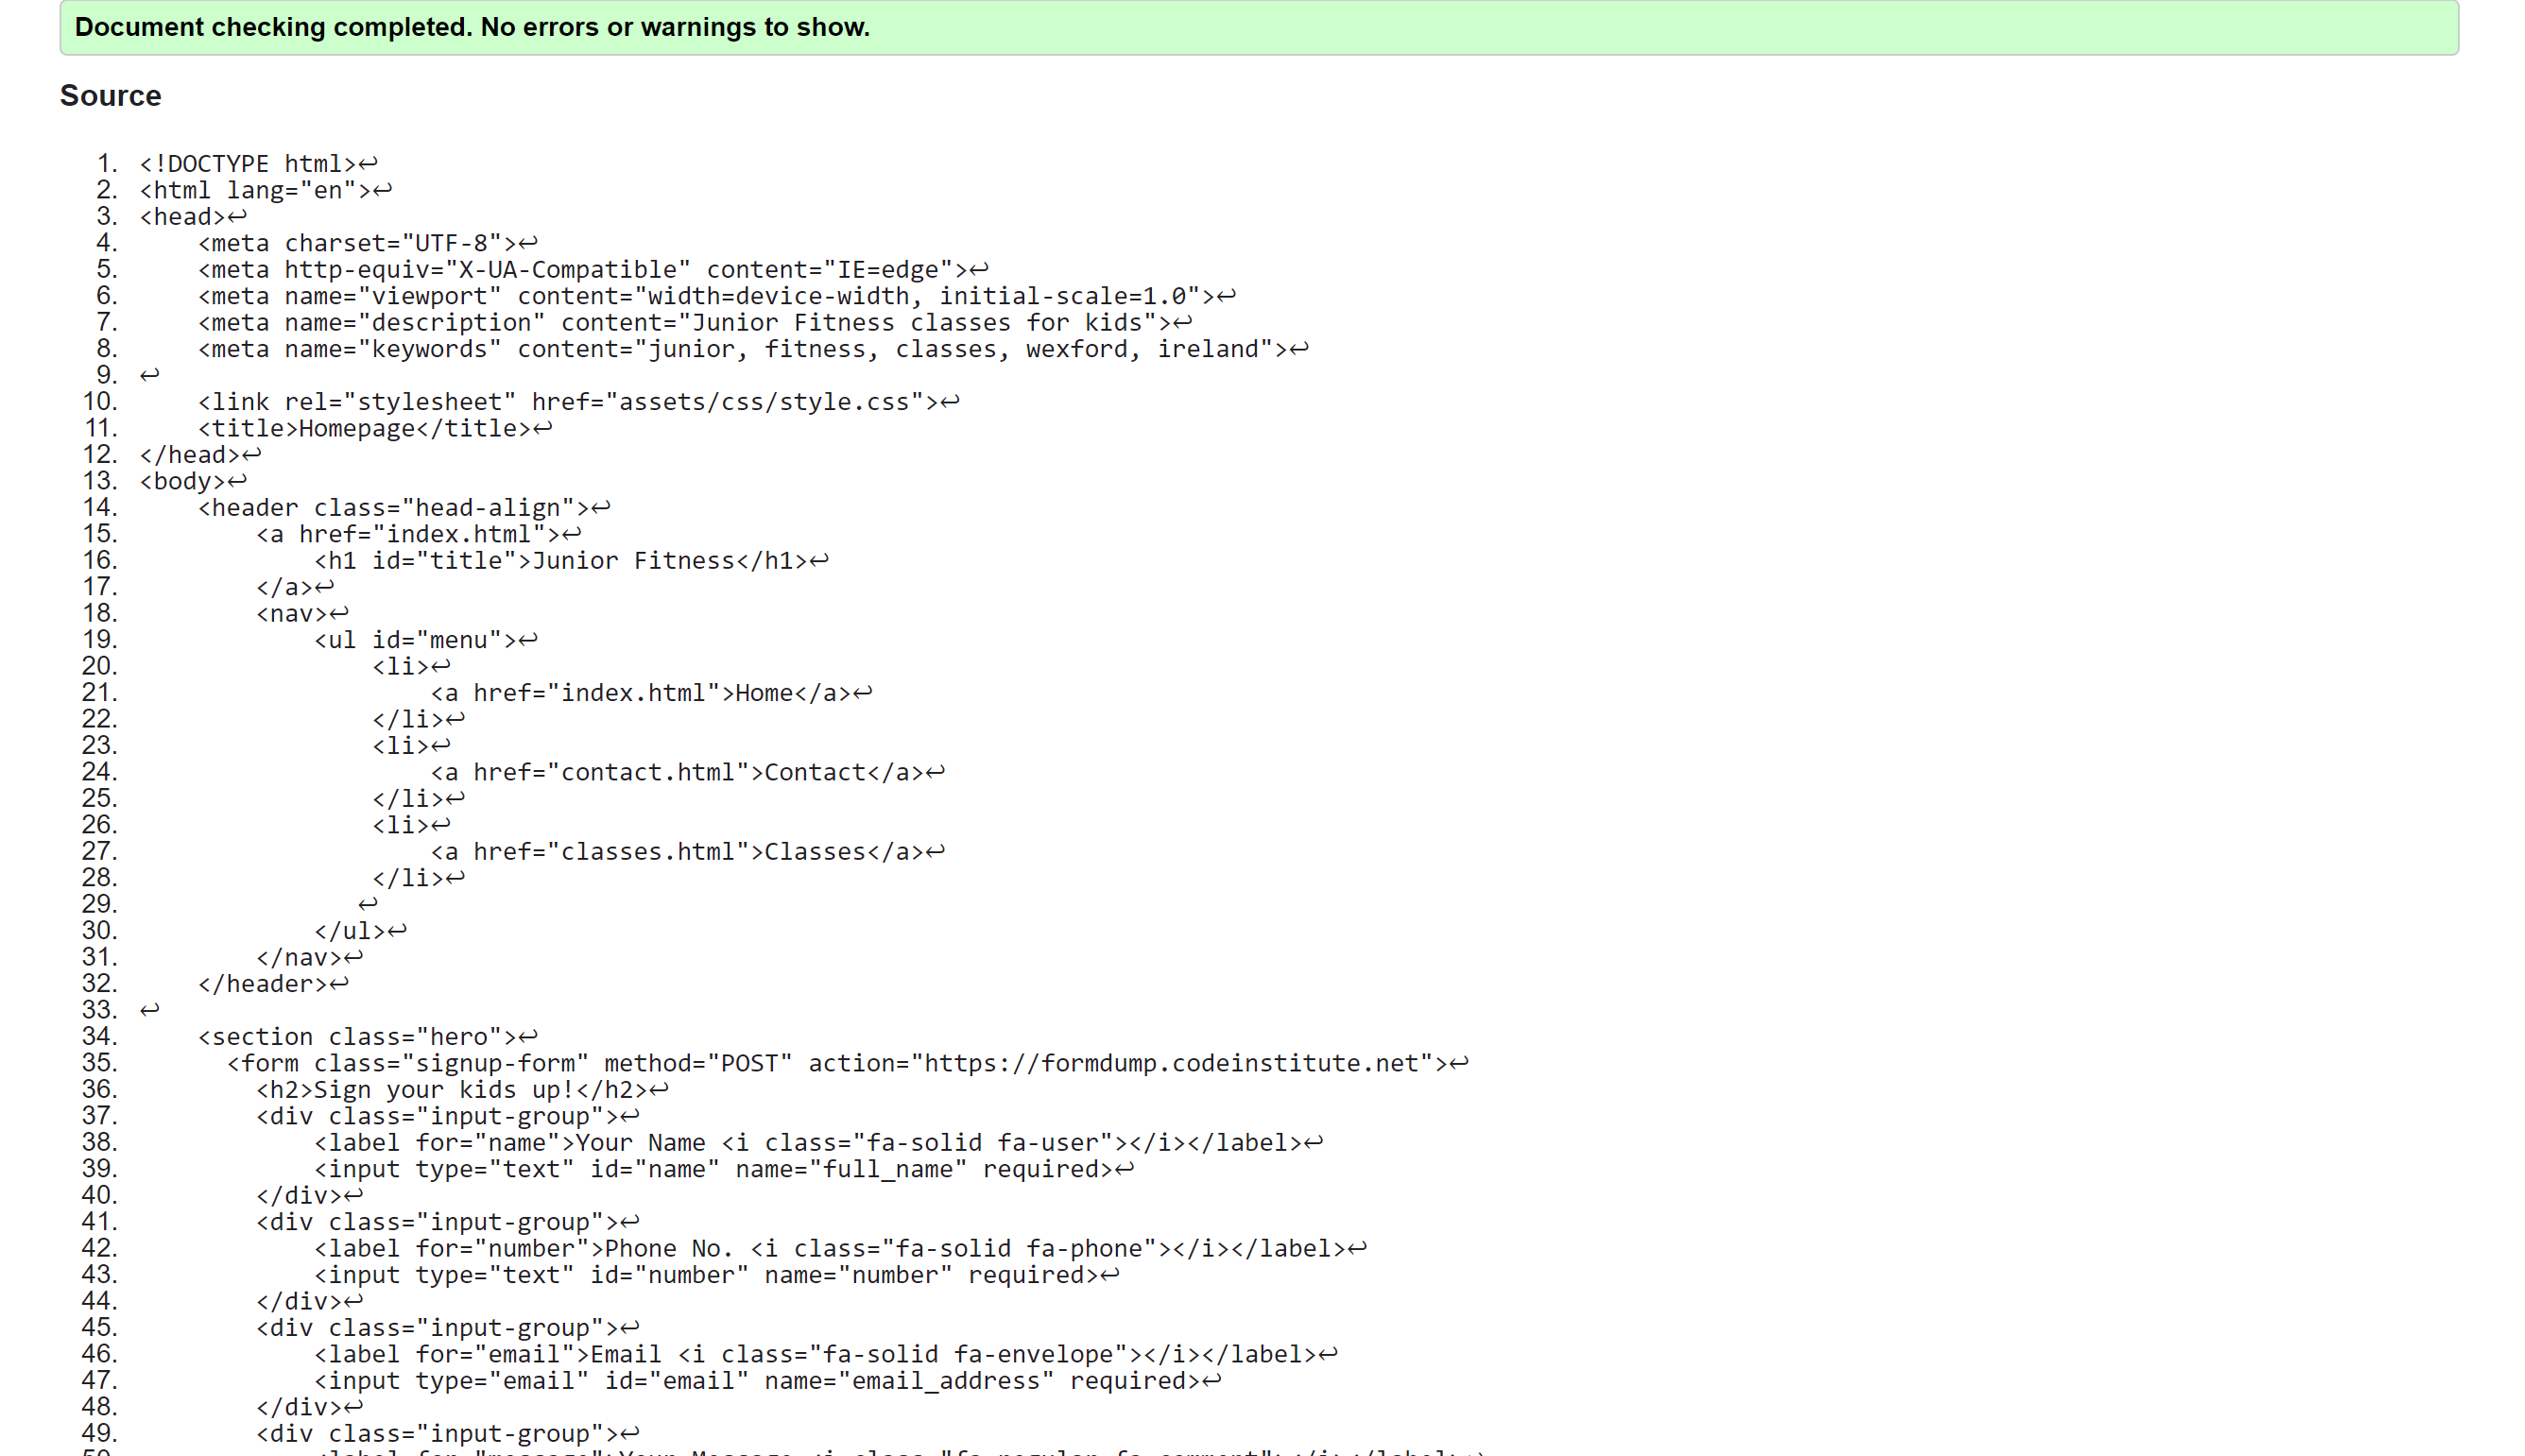 Document checking completed. No errors or warnings to show.
Source
1. <!DOCTYPE html>↩
2. <html lang="en">↩
3. <head>↩
4.     <meta charset="UTF-8">↩
5.     <meta http-equiv="X-UA-Compatible" content="IE=edge">↩
6.     <meta name="viewport" content="width=device-width, initial-scale=1.0">↩
7.     <meta name="description" content="Junior Fitness classes for kids">↩
8.     <meta name="keywords" content="junior, fitness, classes, wexford, ireland">↩
9. ↩
10.     <link rel="stylesheet" href="assets/css/style.css">↩
11.     <title>Homepage</title>↩
12. </head>↩
13. <body>↩
14.     <header class="head-align">↩
15.         <a href="index.html">↩
16.             <h1 id="title">Junior Fitness</h1>↩
17.         </a>↩
18.         <nav>↩
19.             <ul id="menu">↩
20.                 <li>↩
21.                     <a href="index.html">Home</a>↩
22.                 </li>↩
23.                 <li>↩
24.                     <a href="contact.html">Contact</a>↩
25.                 </li>↩
26.                 <li>↩
27.                     <a href="classes.html">Classes</a>↩
28.                 </li>↩
29.                ↩
30.             </ul>↩
31.         </nav>↩
32.     </header>↩
33. ↩
34.     <section class="hero">↩
35.       <form class="signup-form" method="POST" action="https://formdump.codeinstitute.net">↩
36.         <h2>Sign your kids up!</h2>↩
37.         <div class="input-group">↩
38.             <label for="name">Your Name <i class="fa-solid fa-user"></i></label>↩
39.             <input type="text" id="name" name="full_name" required>↩
40.         </div>↩
41.         <div class="input-group">↩
42.             <label for="number">Phone No. <i class="fa-solid fa-phone"></i></label>↩
43.             <input type="text" id="number" name="number" required>↩
44.         </div>↩
45.         <div class="input-group">↩
46.             <label for="email">Email <i class="fa-solid fa-envelope"></i></label>↩
47.             <input type="email" id="email" name="email_address" required>↩
48.         </div>↩
49.         <div class="input-group">↩